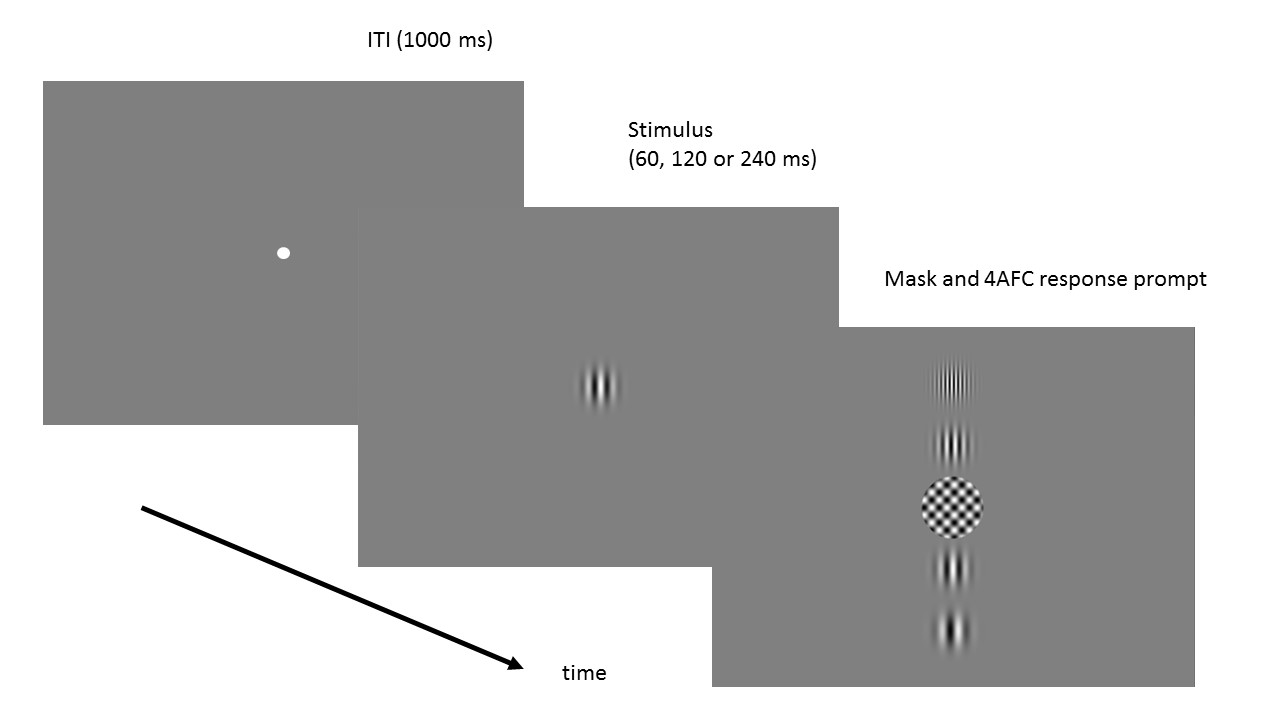 ITI (1000 ms)
Stimulus
(60, 120 or 240 ms)
Mask and 4AFC response prompt
time